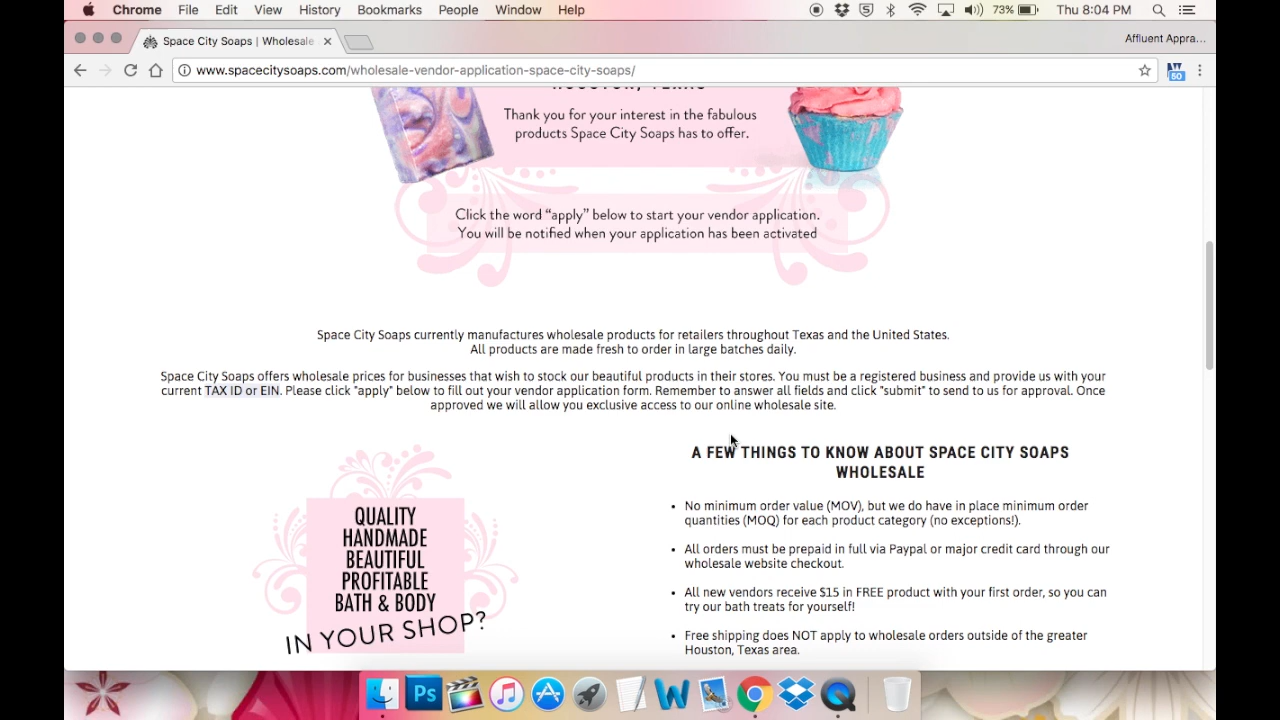 Chrome File Edit View History Bookmarks People Window Help 73% Thu 8:04 PM
Space City Soaps | Wholesale Affluent Appra...
www.spacecitysoaps.com/wholesale-vendor-application-space-city-soaps/ 50
HOUSTON, TEXAS
Thank you for your interest in the fabulous
products Space City Soaps has to offer.
Click the word “apply” below to start your vendor application.
You will be notified when your application has been activated
Space City Soaps currently manufactures wholesale products for retailers throughout Texas and the United States.
All products are made fresh to order in large batches daily.
Space City Soaps offers wholesale prices for businesses that wish to stock our beautiful products in their stores. You must be a registered business and provide us with your
current TAX ID or EIN. Please click "apply" below to fill out your vendor application form. Remember to answer all fields and click "submit" to send to us for approval. Once
approved we will allow you exclusive access to our online wholesale site.
QUALITY
HANDMADE
BEAUTIFUL
PROFITABLE
BATH & BODY
IN YOUR SHOP?
A FEW THINGS TO KNOW ABOUT SPACE CITY SOAPS
WHOLESALE
• No minimum order value (MOV), but we do have in place minimum order
quantities (MOQ) for each product category (no exceptions!).
• All orders must be prepaid in full via Paypal or major credit card through our
wholesale website checkout.
• All new vendors receive $15 in FREE product with your first order, so you can
try our bath treats for yourself!
• Free shipping does NOT apply to wholesale orders outside of the greater
Houston, Texas area.
Ps